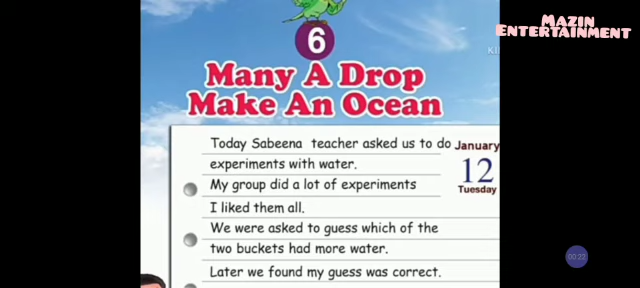 MAZIN
ENTERTAINMENT
6
Many A Drop
Make An Ocean
Today Sabeena teacher asked us to do
experiments with water.
My group did a lot of experiments
I liked them all.
We were asked to guess which of the
two buckets had more water.
Later we found my guess was correct.
January
12
Tuesday
00:22